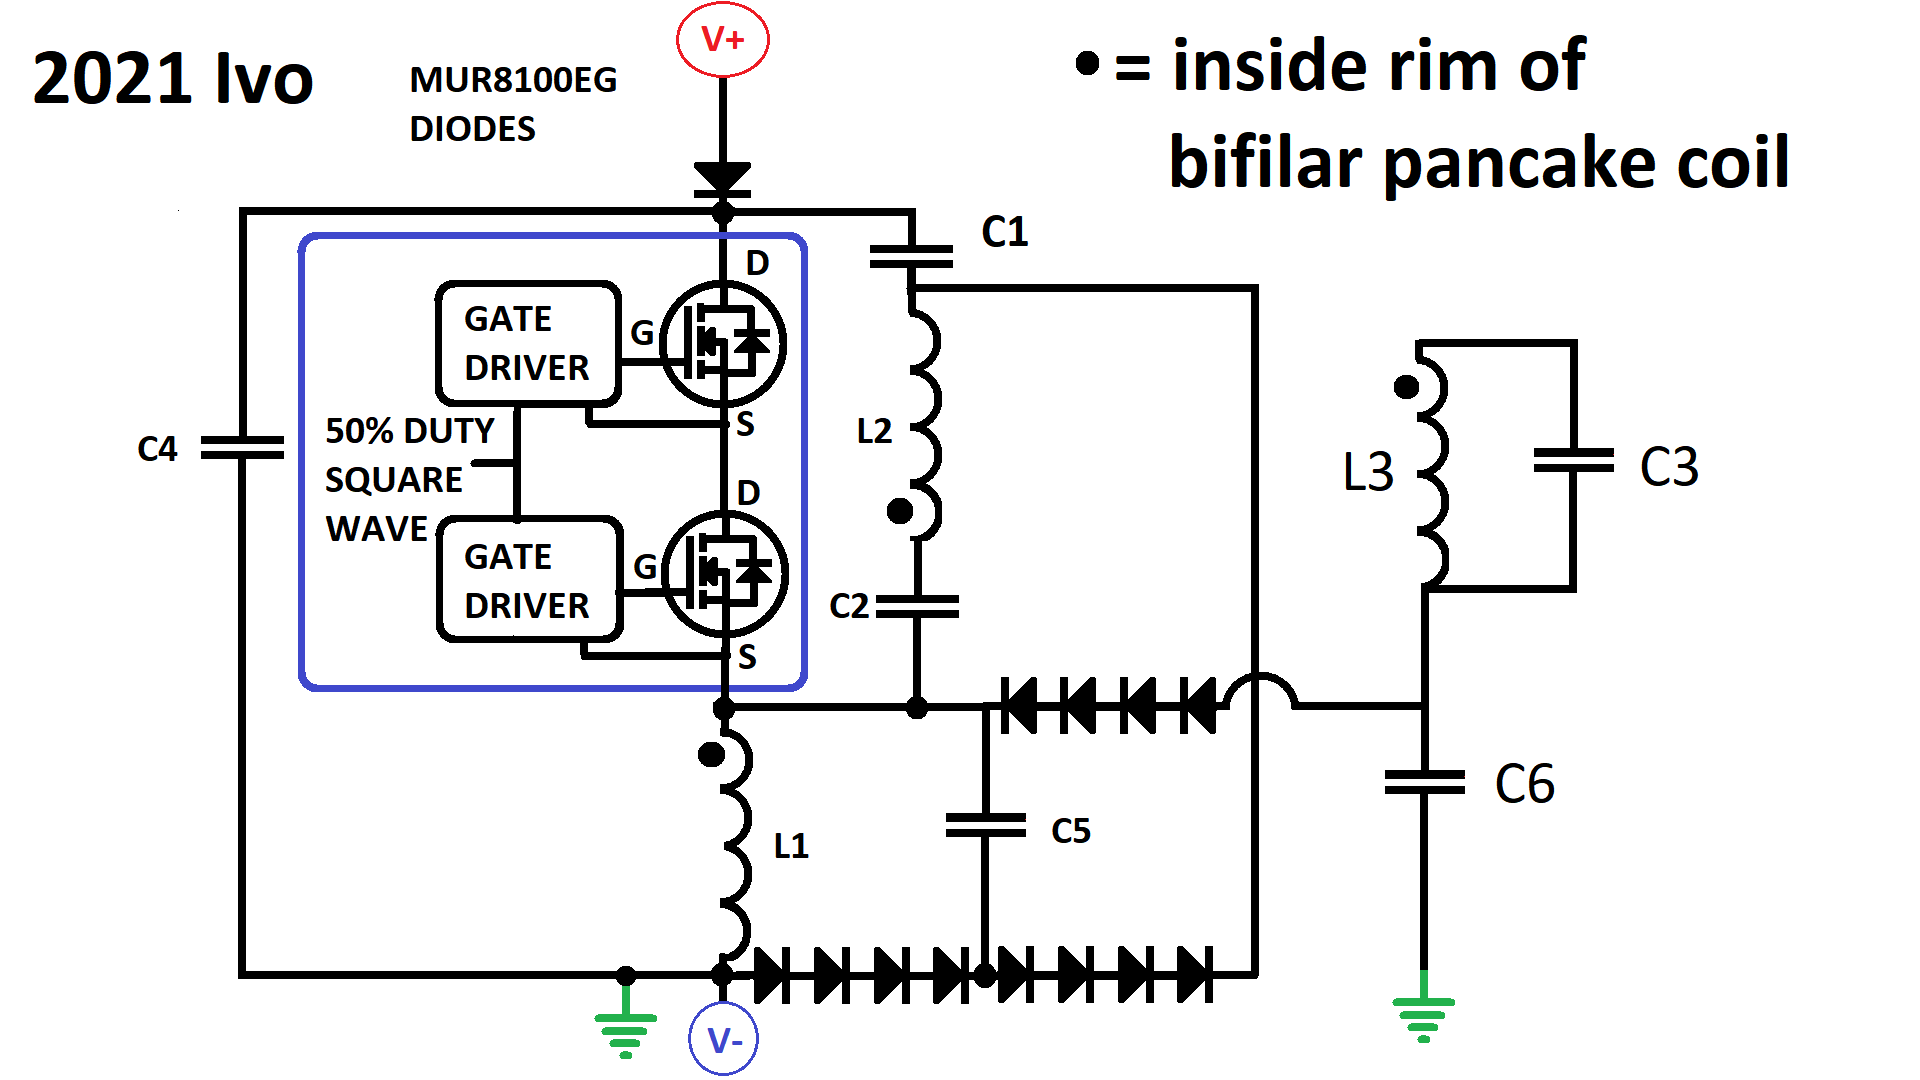 2021 Ivo
MUR8100EG
DIODES
V+
= inside rim of
bifilar pancake coil
C1
D
GATE
DRIVER
G
S
50% DUTY
SQUARE
WAVE
C4
L2
L3
C3
D
GATE
DRIVER
G
S
C2
C6
L1
C5
V-